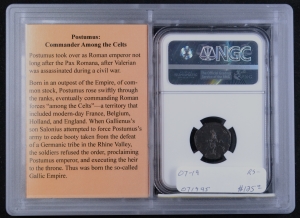 Postumus:
Commander Among the Celts
Postumus took over as Roman emperor not
long after the Pax Romana, after Valerian
was assassinated during a civil war.
Born in an outpost of the Empire, of com-
mon stock, Postumus rose swiftly through
the ranks, eventually commanding Roman
forces "among the Celts"—a territory that
included modern-day France, Belgium,
Holland, and England. When Gallienus's
son Salonius attempted to force Postumus's
army to cede booty taken from the defeat
of a Germanic tribe in the Rhine Valley,
the soldiers refused the order, proclaiming
Postumus emperor, and executing the heir
to the throne. Thus was born the so-called
Gallic Empire.
NGC